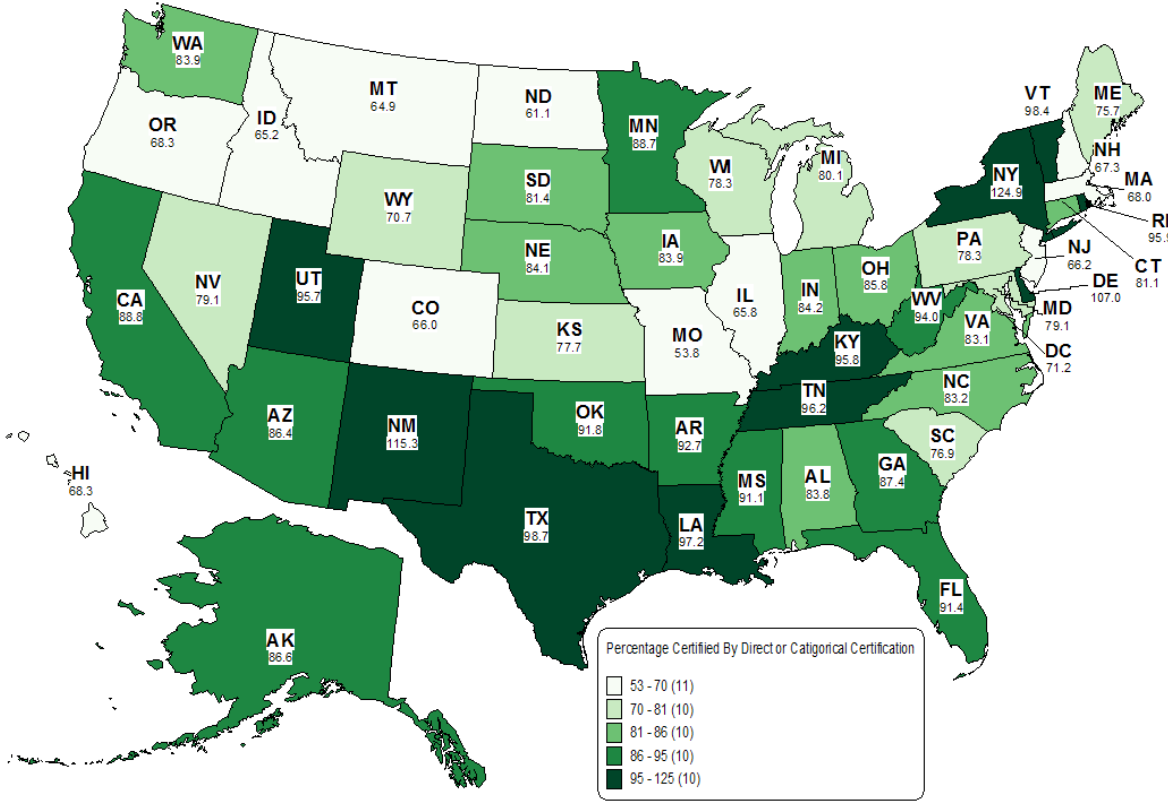 WA
83.9
MT
64.9
ND
61.1
MN
88.7
VT
98.4
ME
75.7
OR
68.3
ID
65.2
NH
67.3
WI
78.3
MI
80.1
NY
124.9
MA
68.0
SD
81.4
WY
70.7
RI
95.9
PA
78.3
NJ
66.2
CT
81.1
IA
83.9
NE
84.1
NV
79.1
UT
95.7
CA
88.8
CO
66.0
IL
65.8
IN
84.2
OH
85.8
DE
107.0
WV
94.0
MD
79.1
VA
83.1
KS
77.7
MO
53.8
KY
95.8
DC
71.2
NC
83.2
TN
96.2
AZ
86.4
NM
115.3
OK
91.8
AR
92.7
SC
76.9
HI
68.3
MS
91.1
AL
83.8
GA
87.4
TX
98.7
LA
97.2
FL
91.4
AK
86.6
Percentage Certified By Direct or Catigorical Certification
53 - 70 (11)
70 - 81 (10)
81 - 86 (10)
86 - 95 (10)
95 - 125 (10)